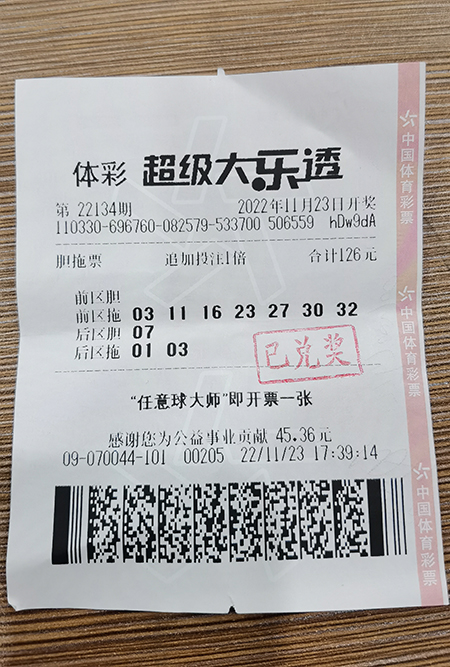 体彩 超级大乐透
第 22134期 2022年11月23日开奖
110330-696760-082579-533700 506559 hDw9dA
胆拖票 追加投注1倍 合计126元
前区胆
前区拖 03 11 16 23 27 30 32
后区胆 07
后区拖 01 03
已兑奖
“任意球大师”即开票一张
感谢您为公益事业贡献 45.36元
09-070044-101 00205 22/11/23 17:39:14
中国体育彩票
中国体育彩票
中国体育彩票